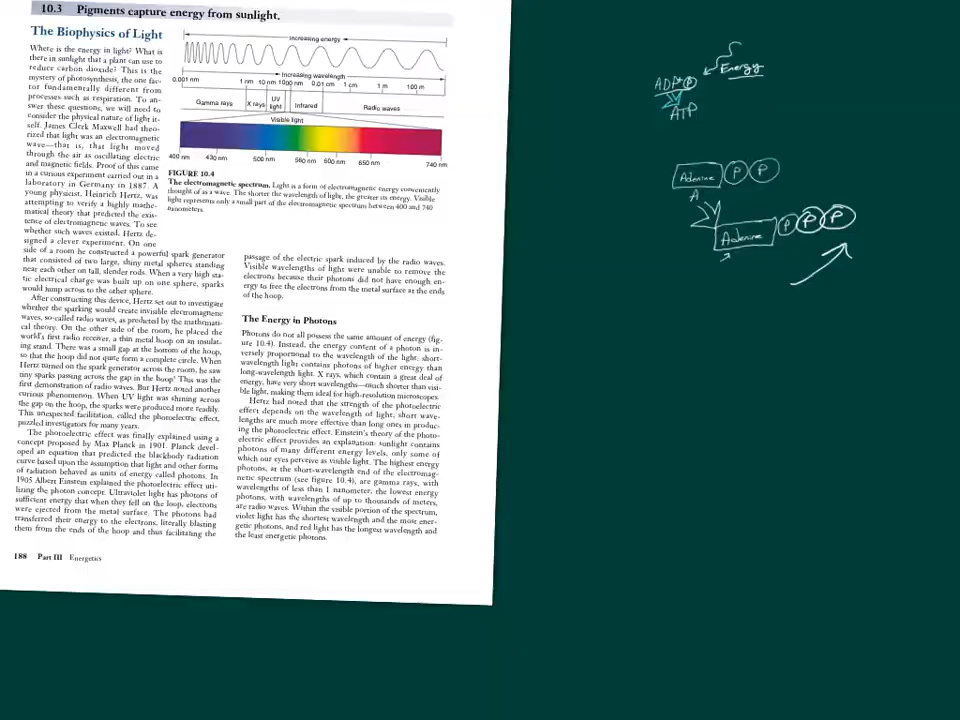 10.3 Pigments capture energy from sunlight.
The Biophysics of Light
Where is the energy in light? What is
there in sunlight that a plant can use to
reduce carbon dioxide? This is the
mystery of photosynthesis, the one fac-
tor fundamentally different from
processes such as respiration. To an-
swer these questions, we will need to
consider the physical nature of light it-
self. James Clerk Maxwell had theo-
rized that light was an electromagnetic
wave—that is, that light moved
through the air as oscillating electric
and magnetic fields. Proof of this came
in a curious experiment carried out in a
laboratory in Germany in 1887. A
young physicist, Heinrich Hertz, was
attempting to verify a highly mathe-
matical theory that predicted the exis-
tence of electromagnetic waves. To see
whether such waves existed, Hertz de-
signed a clever experiment. On one
side of a room he constructed a powerful spark generator
that consisted of two large, shiny metal spheres standing
near each other on tall, slender rods. When a very high sta-
tic electrical charge was built up on one sphere, sparks
would jump across to the other sphere.
After constructing this device, Hertz set out to investigate
whether the sparking would create invisible electromagnetic
waves, so-called radio waves, as predicted by the mathemati-
cal theory. On the other side of the room, he placed the
world's first radio receiver, a thin metal hoop on an insulat-
ing stand. There was a small gap at the bottom of the hoop,
so that the hoop did not quite form a complete circle. When
Hertz turned on the spark generator across the room, he saw
tiny sparks passing across the gap in the hoop! This was the
first demonstration of radio waves. But Hertz noted another
curious phenomenon. When UV light was shining across
the gap on the hoop, the sparks were produced more readily.
This unexpected facilitation, called the photoelectric effect,
puzzled investigators for many years.
The photoelectric effect was finally explained using a
concept proposed by Max Planck in 1901. Planck devel-
oped an equation that predicted the blackbody radiation
curve based upon the assumption that light and other forms
of radiation behaved as units of energy called photons. In
1905 Albert Einstein explained the photoelectric effect uti-
lizing the photon concept. Ultraviolet light has photons of
sufficient energy that when they fell on the loop, electrons
were ejected from the metal surface. The photons had
transferred their energy to the electrons, literally blasting
them from the ends of the hoop and thus facilitating the
Increasing energy
Increasing wavelength
0.001 nm 1 nm 10 nm 1000 nm 0.01 cm 1 cm 1 m 100 m
Gamma rays X rays UV light Infrared Radio waves
Visible light
400 nm 430 nm 500 nm 560 nm 600 nm 650 nm 740 nm
FIGURE 10.4
The electromagnetic spectrum. Light is a form of electromagnetic energy conveniently
thought of as a wave. The shorter the wavelength of light, the greater its energy. Visible
light represents only a small part of the electromagnetic spectrum between 400 and 740
nanometers.
passage of the electric spark induced by the radio waves.
Visible wavelengths of light were unable to remove the
electrons because their photons did not have enough en-
ergy to free the electrons from the metal surface at the ends
of the hoop.
The Energy in Photons
Photons do not all possess the same amount of energy (fig-
ure 10.4). Instead, the energy content of a photon is in-
versely proportional to the wavelength of the light: short-
wavelength light contains photons of higher energy than
long-wavelength light. X rays, which contain a great deal of
energy, have very short wavelengths—much shorter than visi-
ble light, making them ideal for high-resolution microscopes.
Hertz had noted that the strength of the photoelectric
effect depends on the wavelength of light; short wave-
lengths are much more effective than long ones in produc-
ing the photoelectric effect. Einstein's theory of the photo-
electric effect provides an explanation: sunlight contains
photons of many different energy levels, only some of
which our eyes perceive as visible light. The highest energy
photons, at the short-wavelength end of the electromag-
netic spectrum (see figure 10.4), are gamma rays, with
wavelengths of less than 1 nanometer; the lowest energy
photons, with wavelengths of up to thousands of meters,
are radio waves. Within the visible portion of the spectrum,
violet light has the shortest wavelength and the most ener-
getic photons, and red light has the longest wavelength and
the least energetic photons.
188 Part III Energetics
Energy
ADP+P
ATP
Adenine P P
A
Adenine P P P